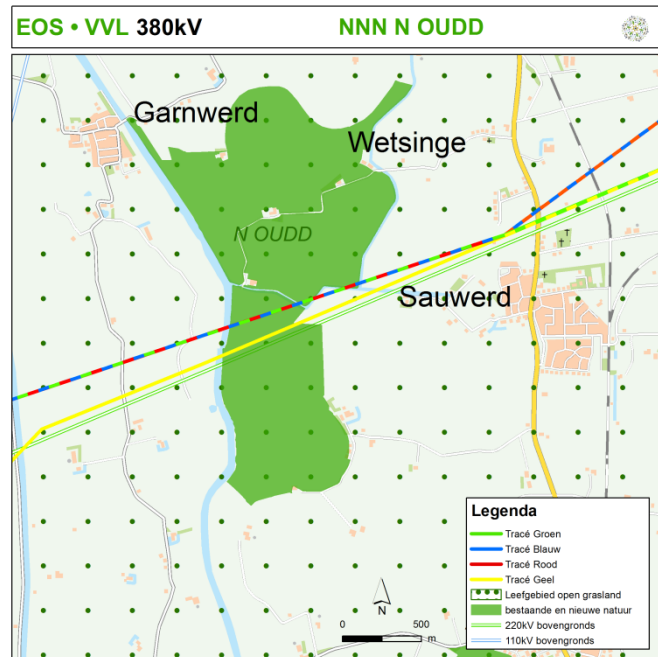 EOS • VVL 380kV NNN N OUDD
Garnwerd
Wetsinge
N OUDD
Sauwerd
Legenda
Tracé Groen
Tracé Blauw
Tracé Rood
Tracé Geel
Leefgebied open grasland
bestaande en nieuwe natuur
220kV bovengronds
110kV bovengronds
N
0 500
m